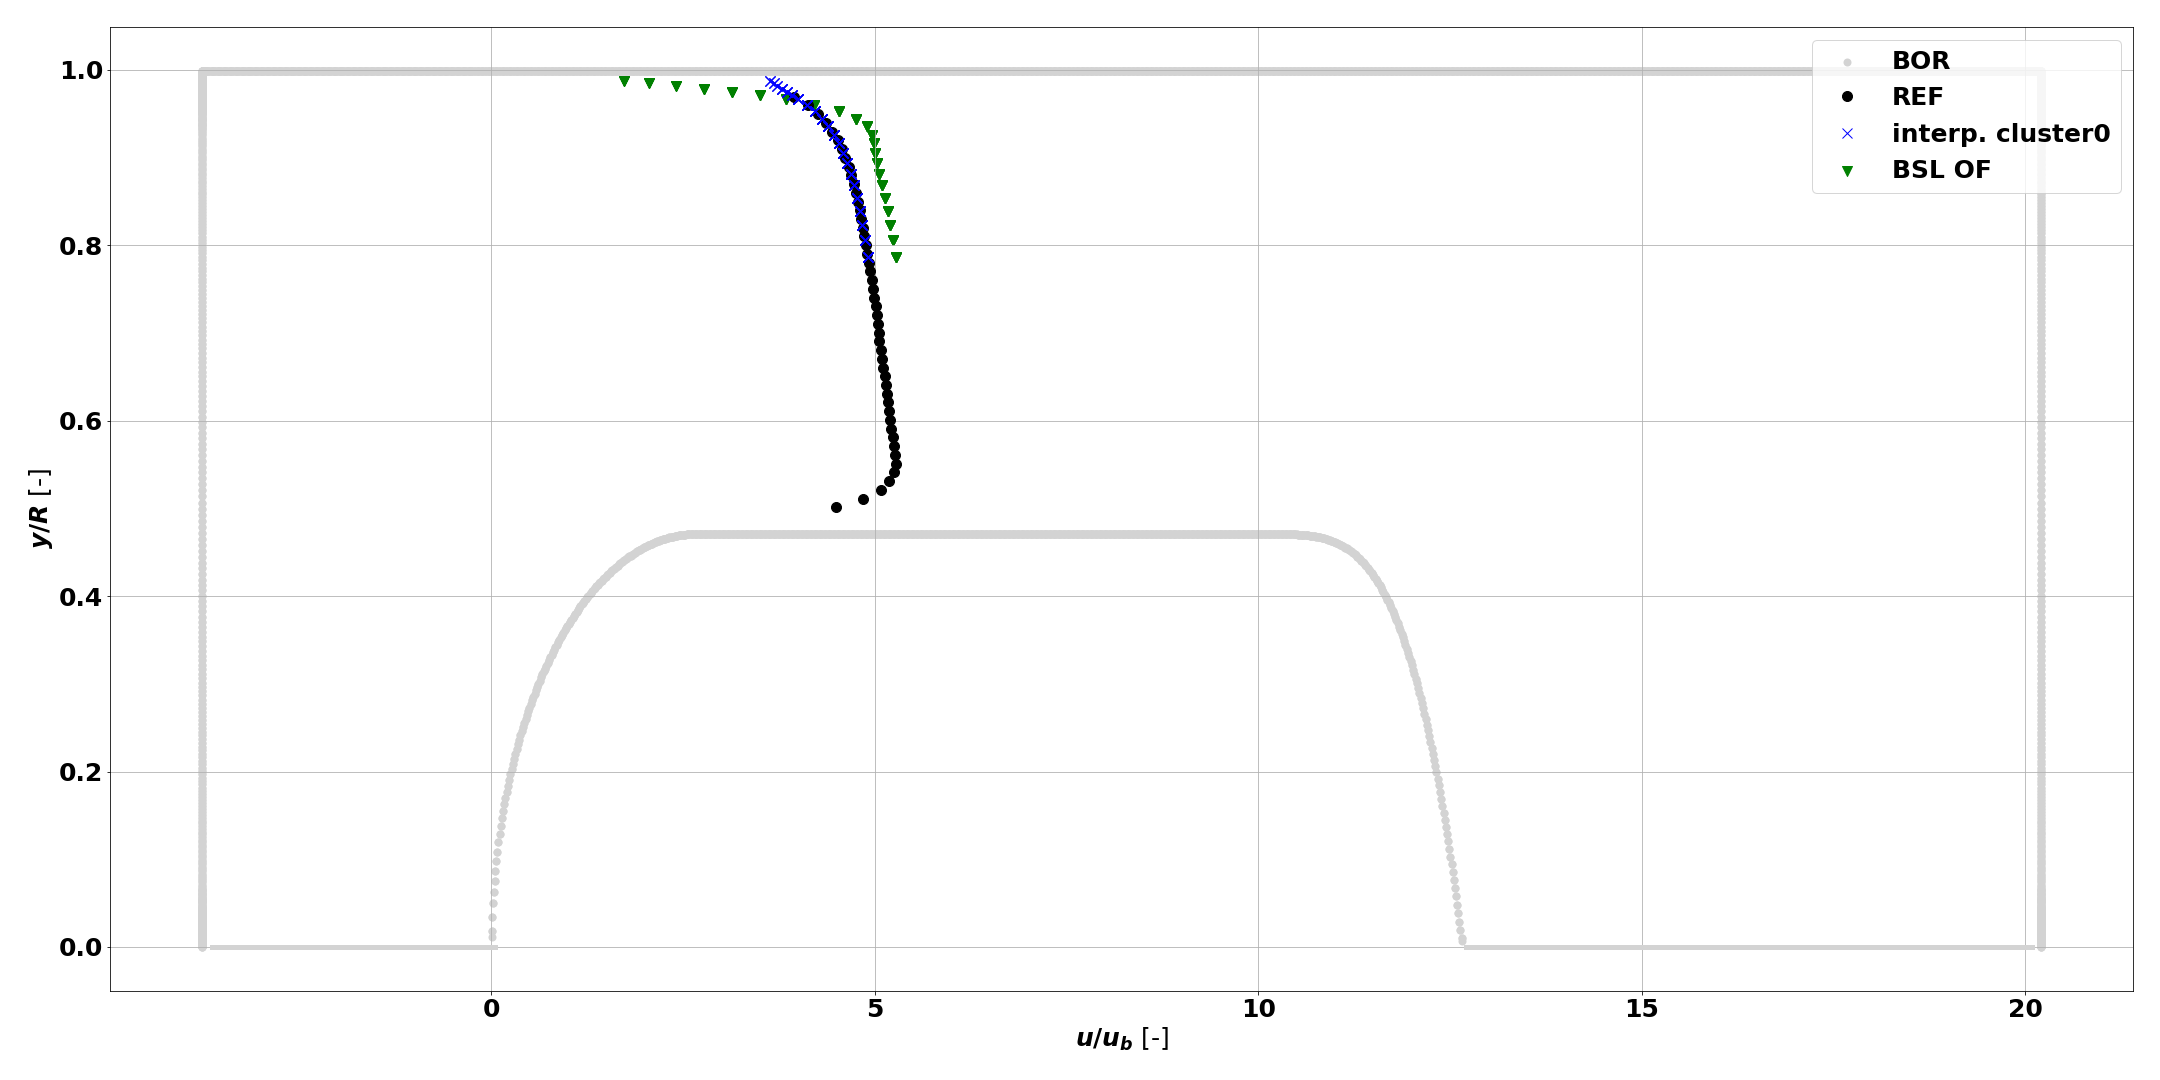 BOR
REF
interp. cluster0
BSL OF
1.0
0.8
0.6
0.4
0.2
0.0
y/R [-]
0 5 10 15 20
u/u_b [-]